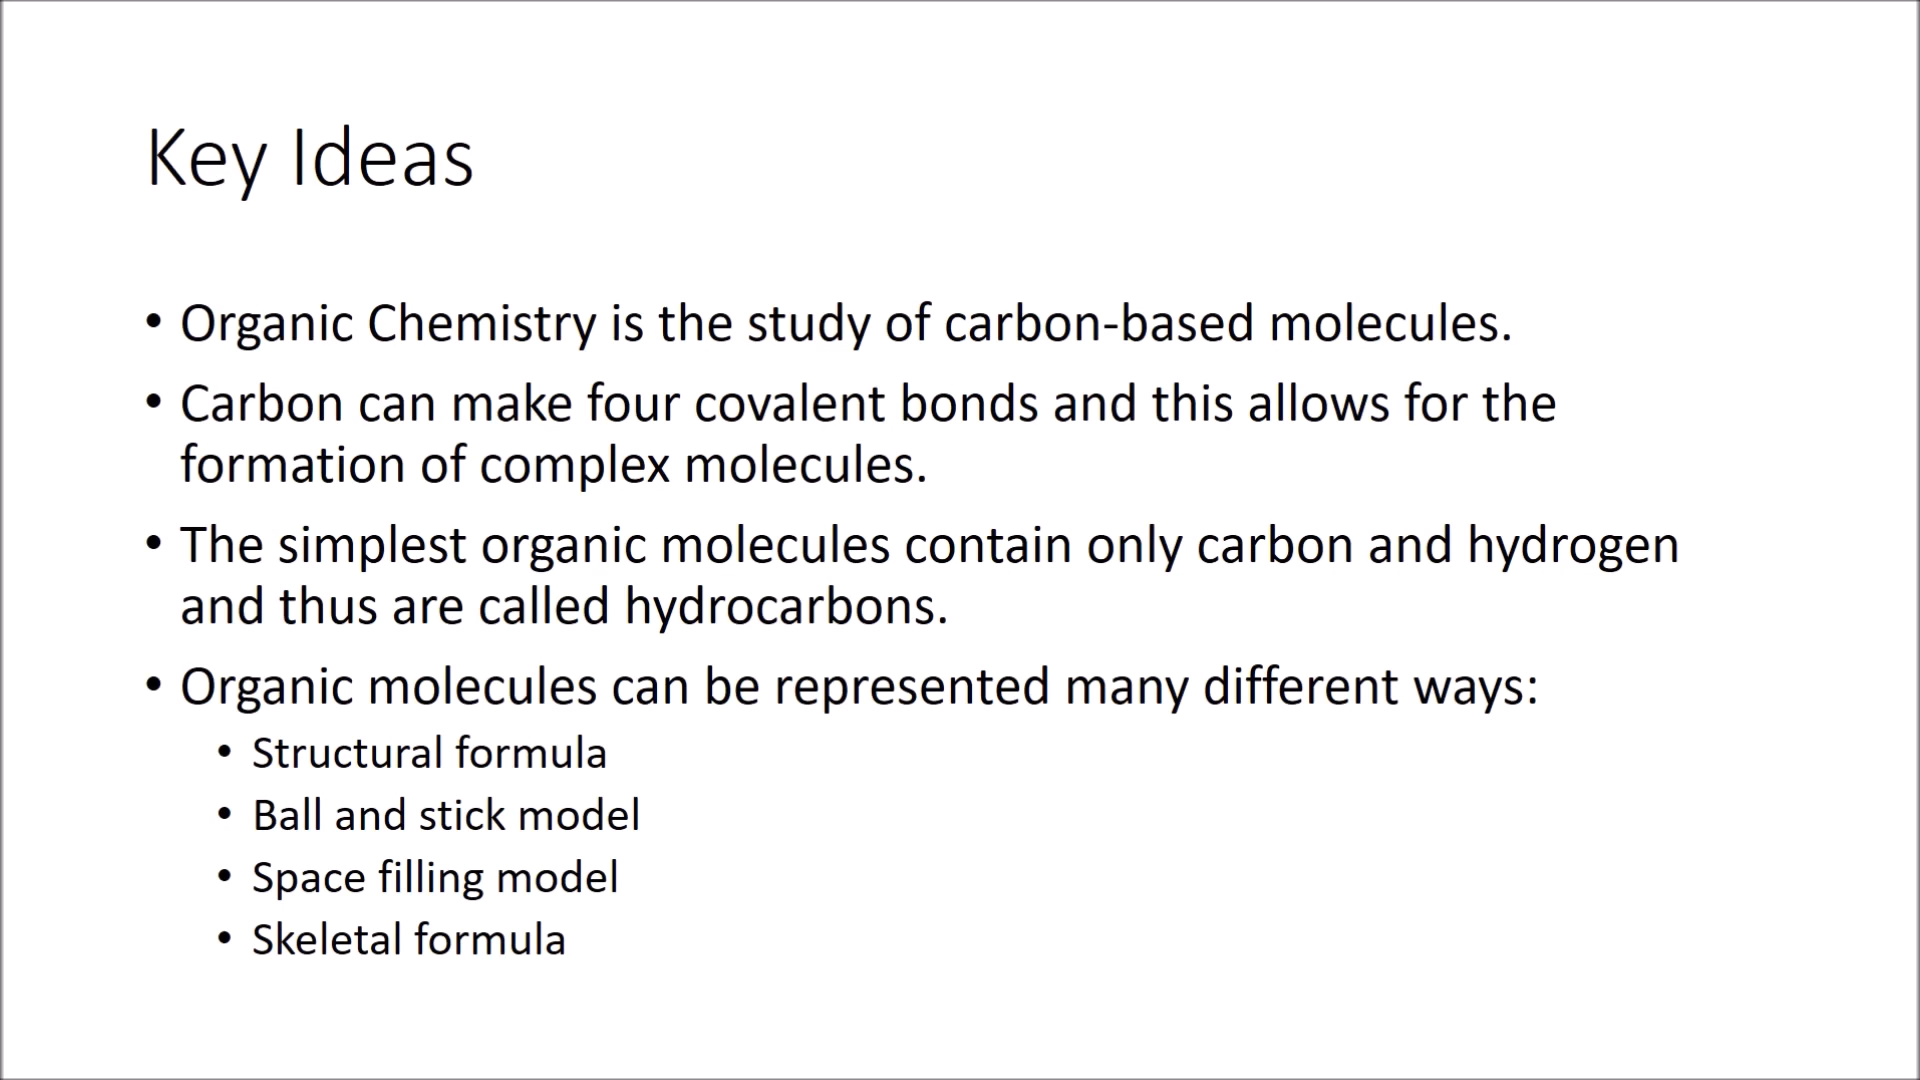 Key Ideas
• Organic Chemistry is the study of carbon-based molecules.
• Carbon can make four covalent bonds and this allows for the
formation of complex molecules.
• The simplest organic molecules contain only carbon and hydrogen
and thus are called hydrocarbons.
• Organic molecules can be represented many different ways:
• Structural formula
• Ball and stick model
• Space filling model
• Skeletal formula